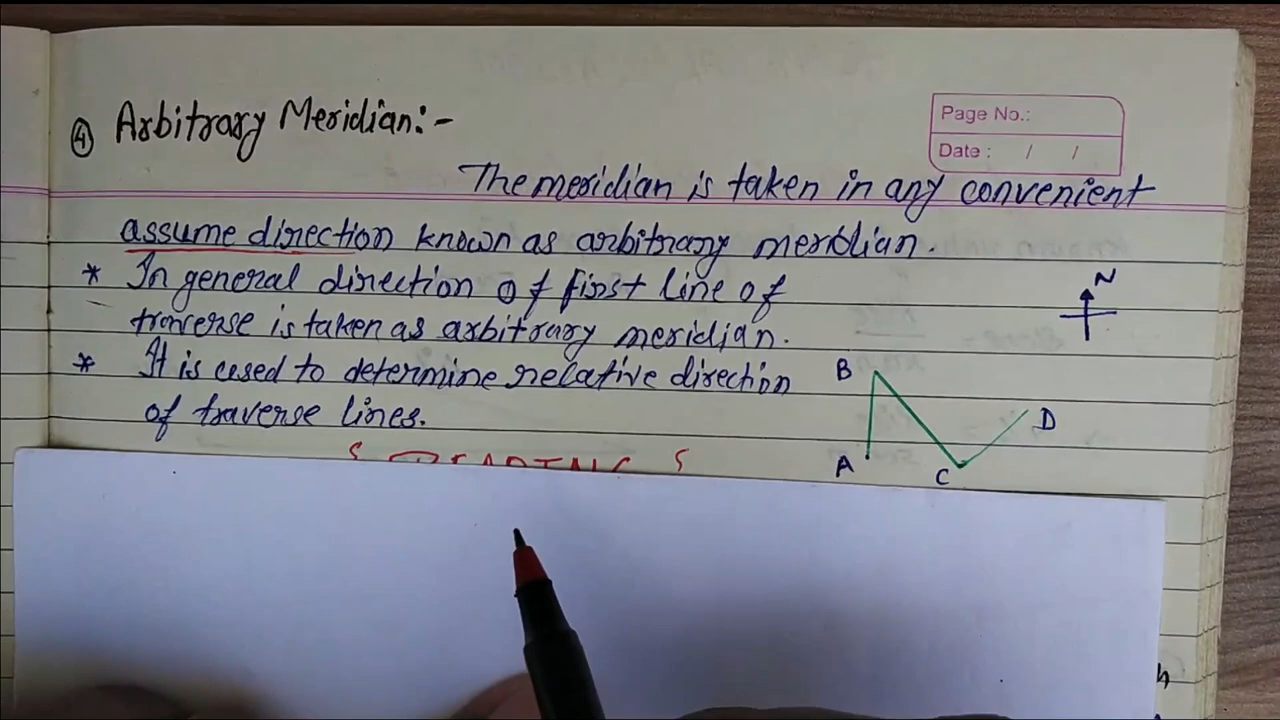 ④ Arbitrary Meridian:-
Page No.:
Date : / /
The meridian is taken in any convenient
assume direction known as arbitrary meridian.
* In general direction of first line of
traverse is taken as arbitrary meridian.
* It is used to determine relative direction
of traverse lines.
N
B
D
A
C